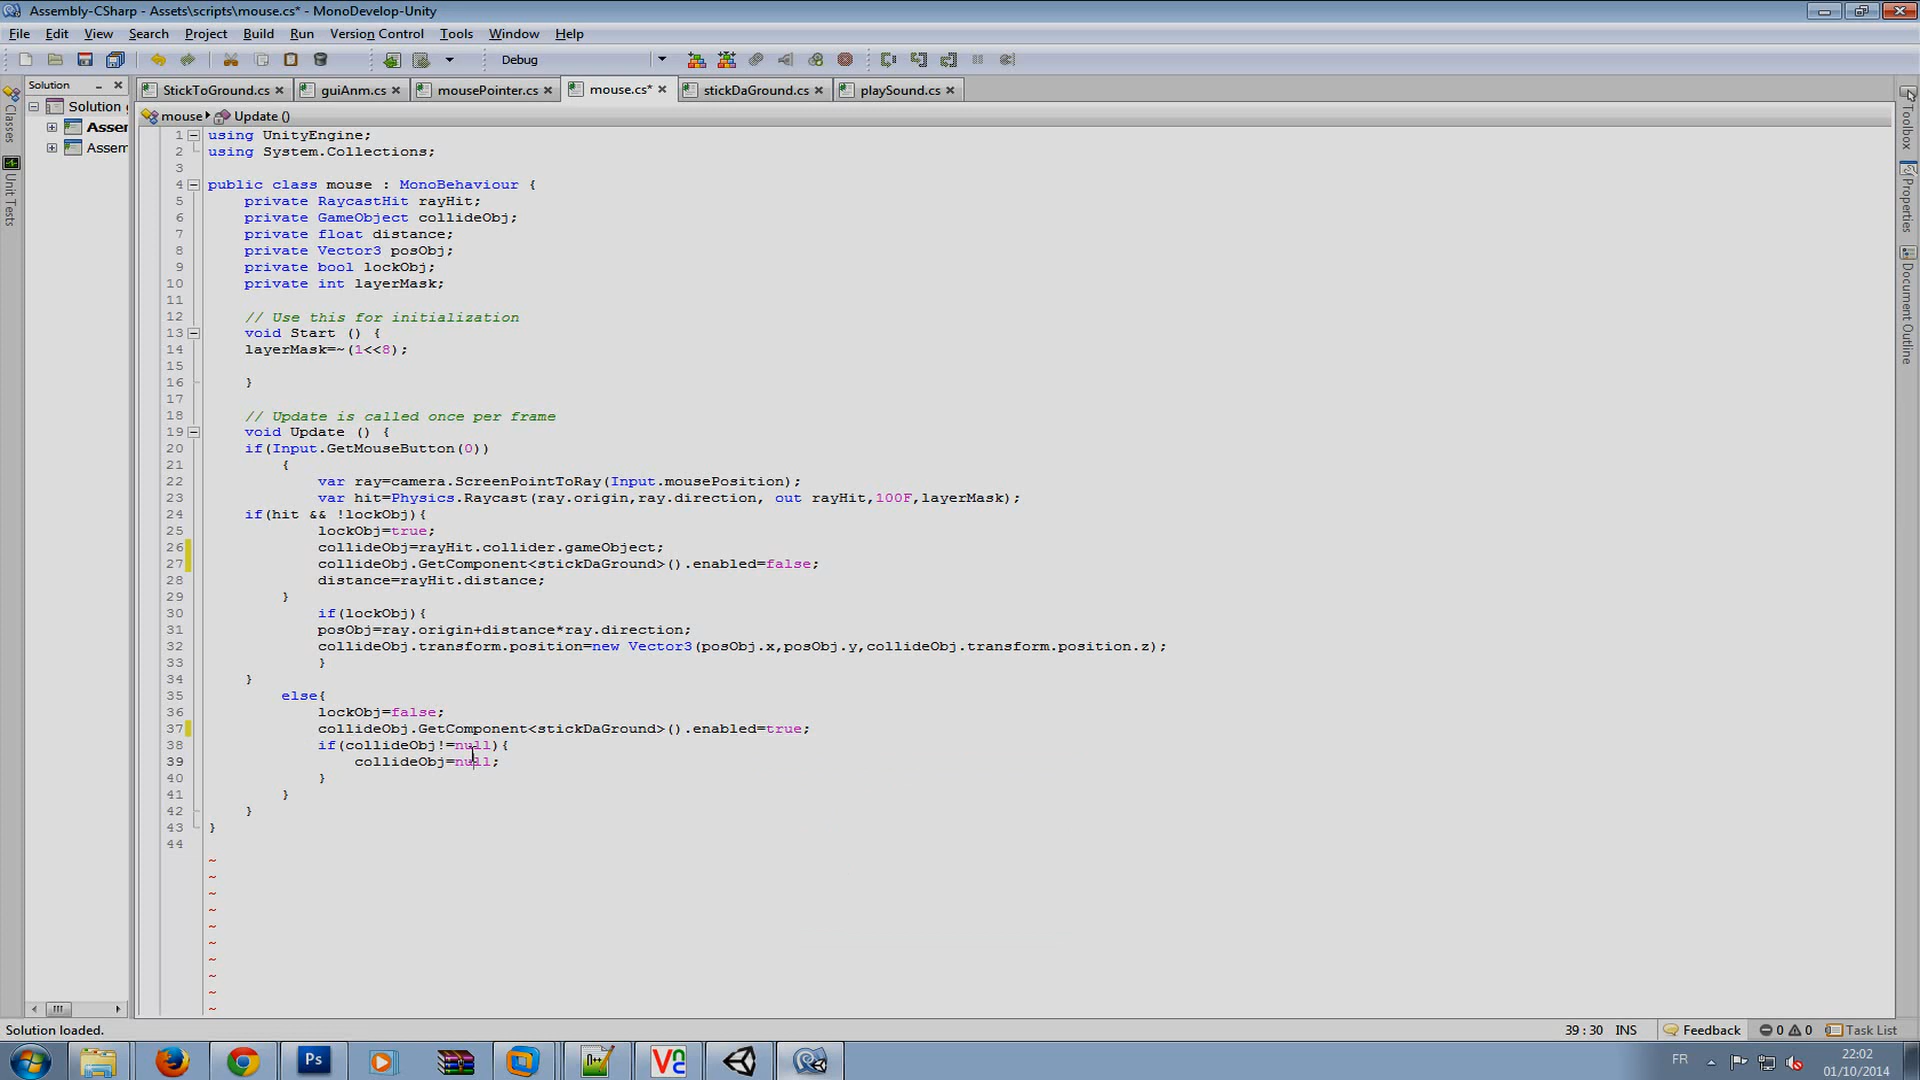 Assembly-CSharp - Assets\scripts\mouse.cs* - MonoDevelop-Unity
File Edit View Search Project Build Run Version Control Tools Window Help
Debug
Solution
StickToGround.cs
guiAnm.cs
mousePointer.cs
mouse.cs*
stickDaGround.cs
playSound.cs
Classes
Unit Tests
Solution
Assem
Assem
mouse Update ()
1 using UnityEngine;
2 using System.Collections;
3
4 public class mouse : MonoBehaviour {
5 private RaycastHit rayHit;
6 private GameObject collideObj;
7 private float distance;
8 private Vector3 posObj;
9 private bool lockObj;
10 private int layerMask;
11
12 // Use this for initialization
13 void Start () {
14 layerMask=~(1<<8);
15
16 }
17
18 // Update is called once per frame
19 void Update () {
20 if(Input.GetMouseButton(0))
21 {
22 var ray=camera.ScreenPointToRay(Input.mousePosition);
23 var hit=Physics.Raycast(ray.origin,ray.direction, out rayHit,100F,layerMask);
24 if(hit && !lockObj){
25 lockObj=true;
26 collideObj=rayHit.collider.gameObject;
27 collideObj.GetComponent<stickDaGround>().enabled=false;
28 distance=rayHit.distance;
29 }
30 if(lockObj){
31 posObj=ray.origin+distance*ray.direction;
32 collideObj.transform.position=new Vector3(posObj.x,posObj.y,collideObj.transform.position.z);
33 }
34 }
35 else{
36 lockObj=false;
37 collideObj.GetComponent<stickDaGround>().enabled=true;
38 if(collideObj!=null){
39 collideObj=null;
40 }
41 }
42 }
43 }
44
~
~
~
~
~
~
~
~
~
~
Toolbox
Properties
Document Outline
Solution loaded.
39 : 30 INS
Feedback
0 0
Task List
Ps
n++
Vnc
FR
22:02
01/10/2014